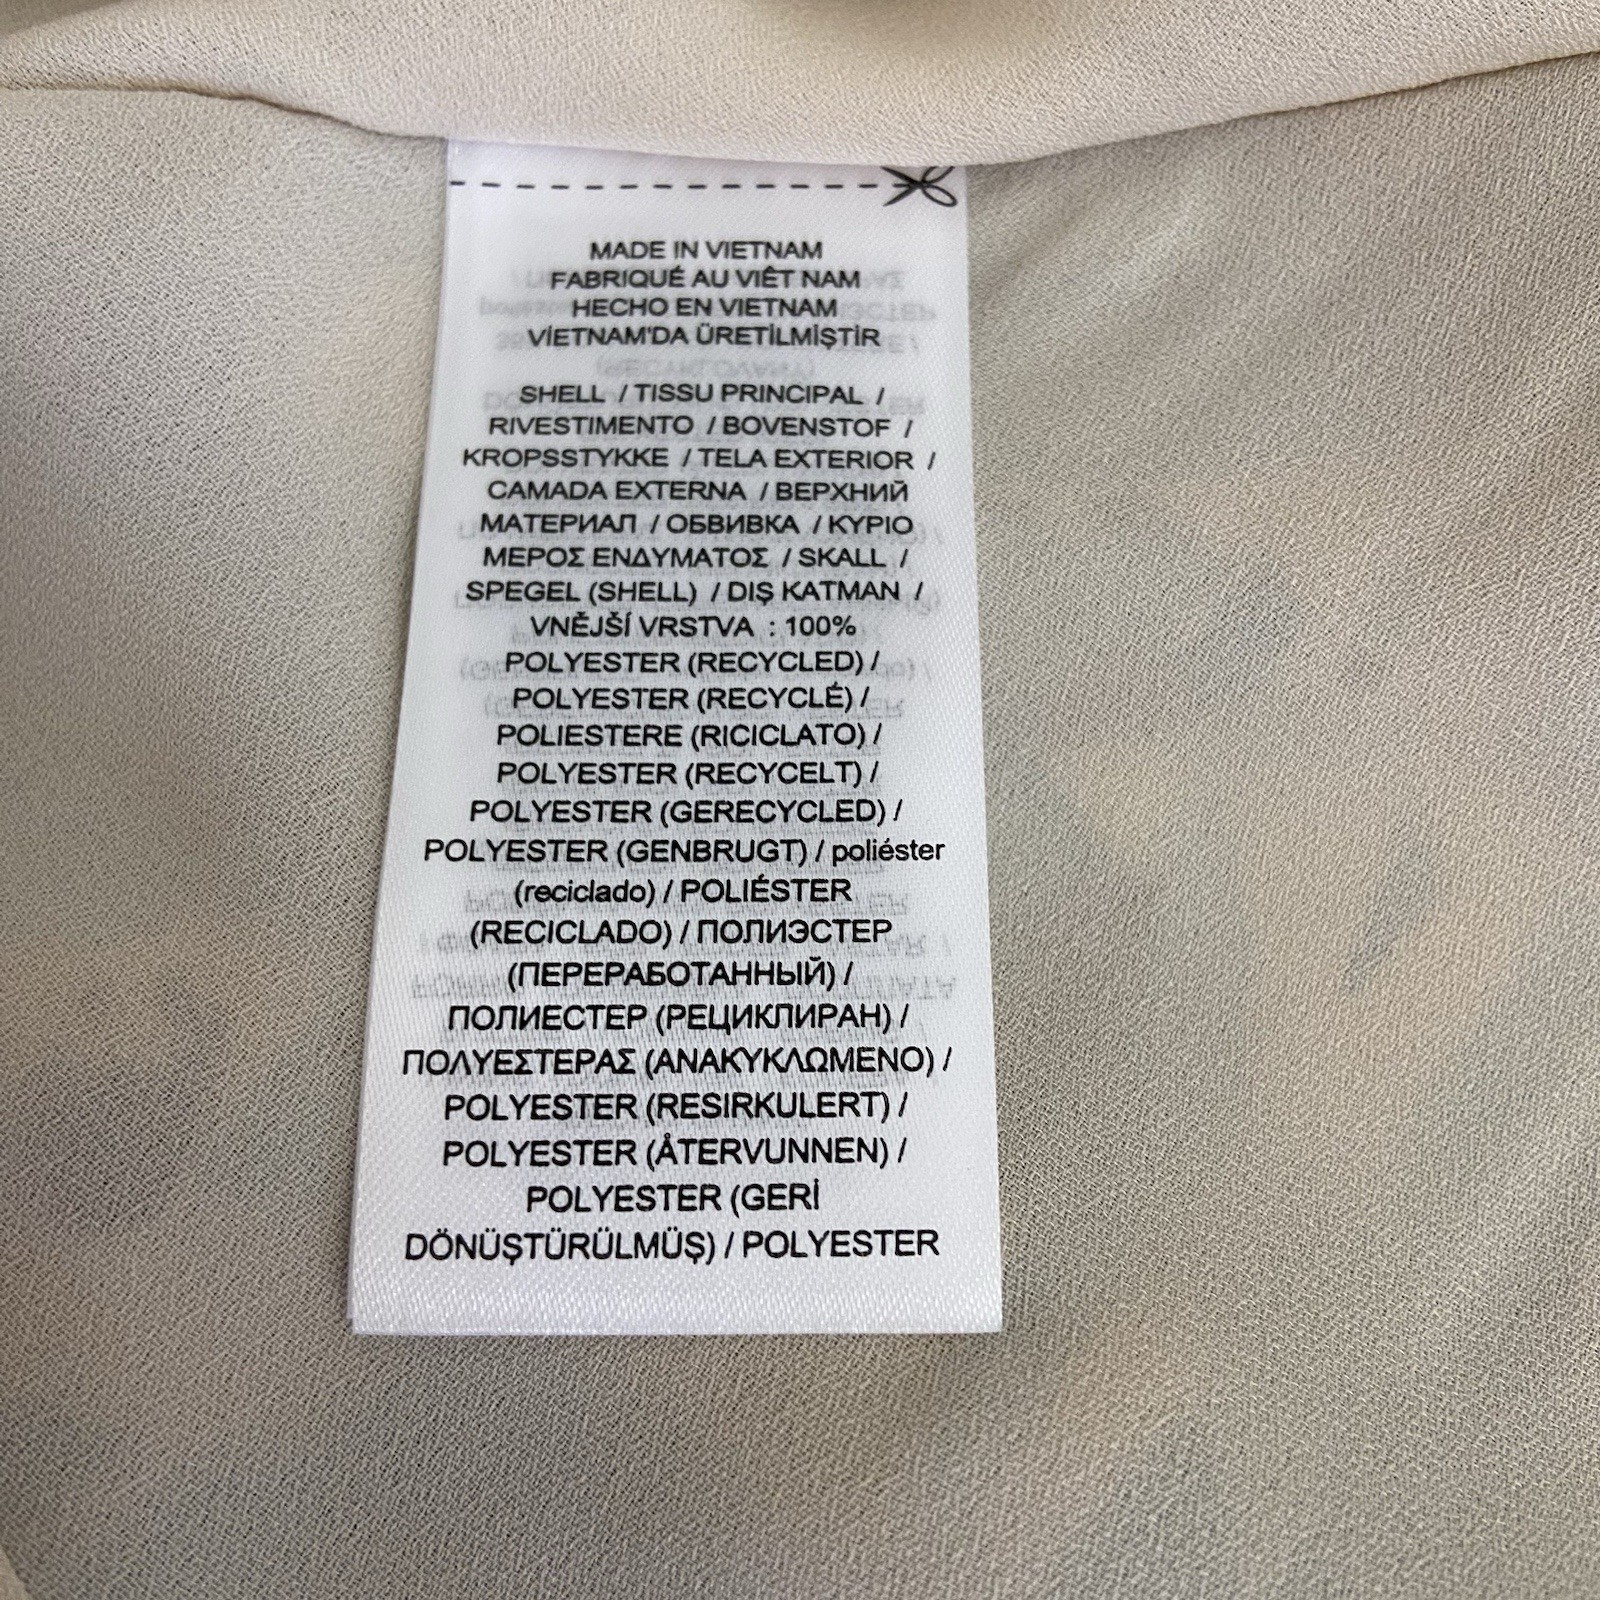 MADE IN VIETNAM
FABRIQUÉ AU VIÊT NAM
HECHO EN VIETNAM
VİETNAM'DA ÜRETİLMİŞTİR
SHELL / TISSU PRINCIPAL /
RIVESTIMENTO / BOVENSTOF /
KROPSSTYKKE / TELA EXTERIOR /
CAMADA EXTERNA / ВЕРХНИЙ
МАТЕРИАЛ / ОБВИВКА / ΚΥΡΙΟ
ΜΕΡΟΣ ΕΝΔΥΜΑΤΟΣ / SKALL /
SPEGEL (SHELL) / DIŞ KATMAN /
VNĚJŠÍ VRSTVA : 100%
POLYESTER (RECYCLED) /
POLYESTER (RECYCLÉ) /
POLIESTERE (RICICLATO) /
POLYESTER (RECYCELT) /
POLYESTER (GERECYCLED) /
POLYESTER (GENBRUGT) / poliéster
(reciclado) / POLIÉSTER
(RECICLADO) / ПОЛИЭСТЕР
(ПЕРЕРАБОТАННЫЙ) /
ПОЛИЕСТЕР (РЕЦИКЛИРАН) /
ΠΟΛΥΕΣΤΕΡΑΣ (ΑΝΑΚΥΚΛΩΜΕΝΟ) /
POLYESTER (RESIRKULERT) /
POLYESTER (ÅTERVUNNEN) /
POLYESTER (GERİ
DÖNÜŞTÜRÜLMÜŞ) / POLYESTER